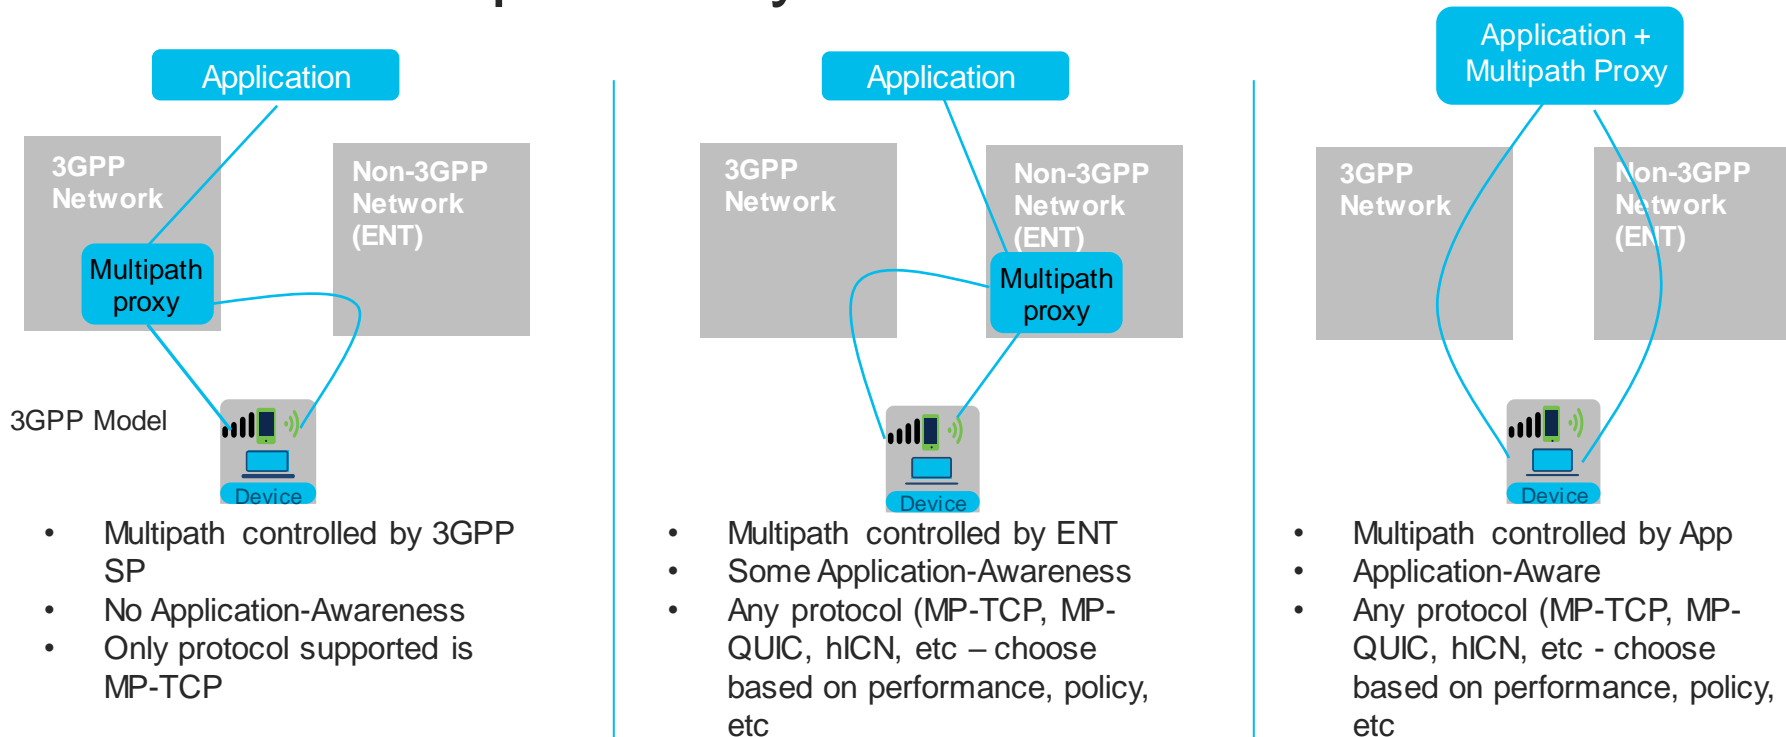 Application
3GPP
Network
Non-3GPP
Network
(ENT)
Multipath
proxy
3GPP Model
Device
• Multipath controlled by 3GPP
SP
• No Application-Awareness
• Only protocol supported is
MP-TCP
Application
3GPP
Network
Non-3GPP
Network
(ENT)
Multipath
proxy
Device
• Multipath controlled by ENT
• Some Application-Awareness
• Any protocol (MP-TCP, MP-
QUIC, hICN, etc – choose
based on performance, policy,
etc
Application +
Multipath Proxy
3GPP
Network
Non-3GPP
Network
(ENT)
Device
• Multipath controlled by App
• Application-Aware
• Any protocol (MP-TCP, MP-
QUIC, hICN, etc - choose
based on performance, policy,
etc